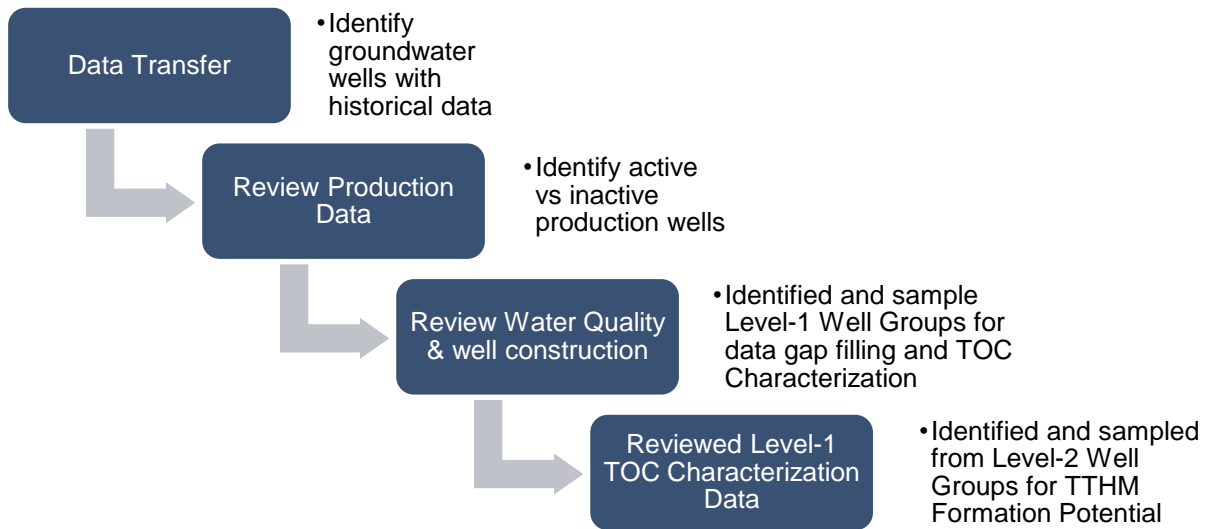 Data Transfer
•Identify
groundwater
wells with
historical data
Review Production
Data
•Identify active
vs inactive
production wells
Review Water Quality
& well construction
•Identified and sample
Level-1 Well Groups for
data gap filling and TOC
Characterization
Reviewed Level-1
TOC Characterization
Data
•Identified and sampled
from Level-2 Well
Groups for TTHM
Formation Potential